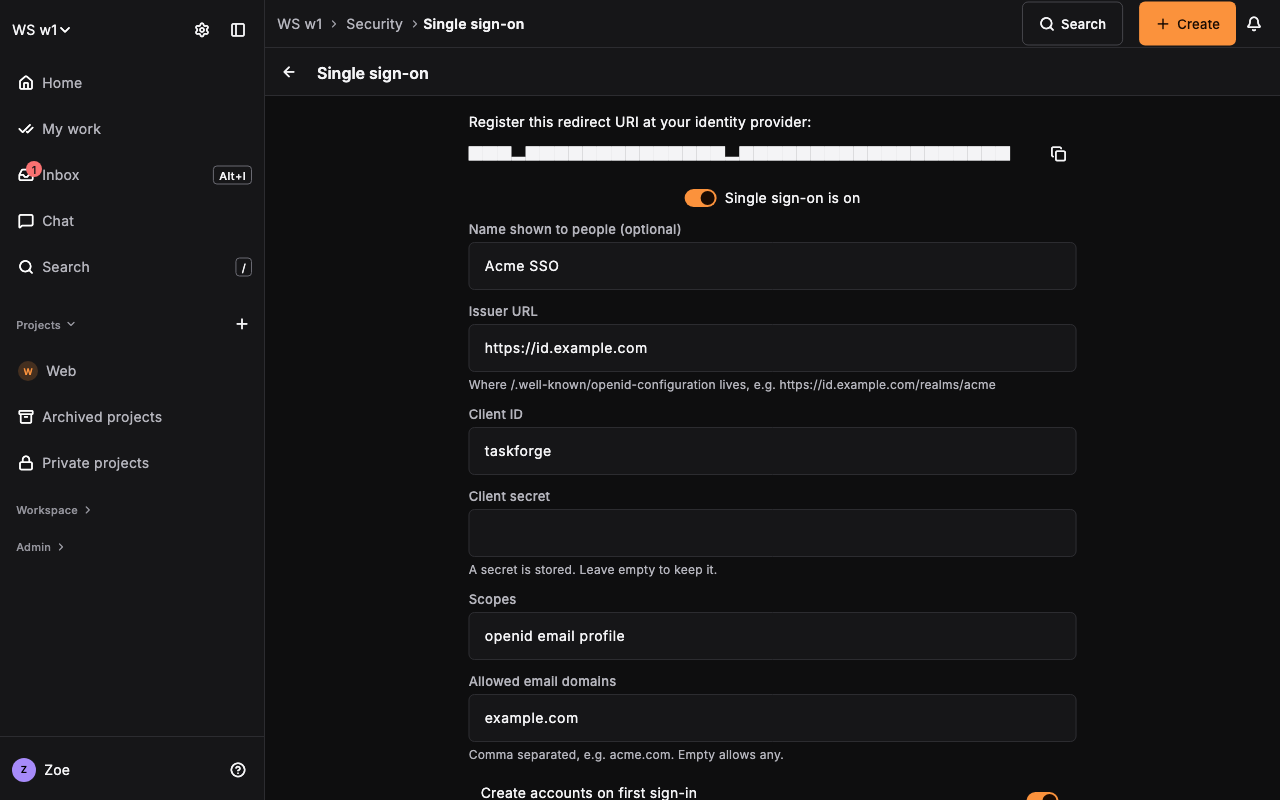 WS w1
WS w1 > Security > Single sign-on
Search
+ Create
Single sign-on
Home
My work
1
Inbox
Alt+I
Chat
Search
/
Projects
W
Web
Archived projects
Private projects
Workspace
Admin
Z
Zoe
Register this redirect URI at your identity provider:
Single sign-on is on
Name shown to people (optional)
Acme SSO
Issuer URL
https://id.example.com
Where /.well-known/openid-configuration lives, e.g. https://id.example.com/realms/acme
Client ID
taskforge
Client secret
A secret is stored. Leave empty to keep it.
Scopes
openid email profile
Allowed email domains
example.com
Comma separated, e.g. acme.com. Empty allows any.
Create accounts on first sign-in